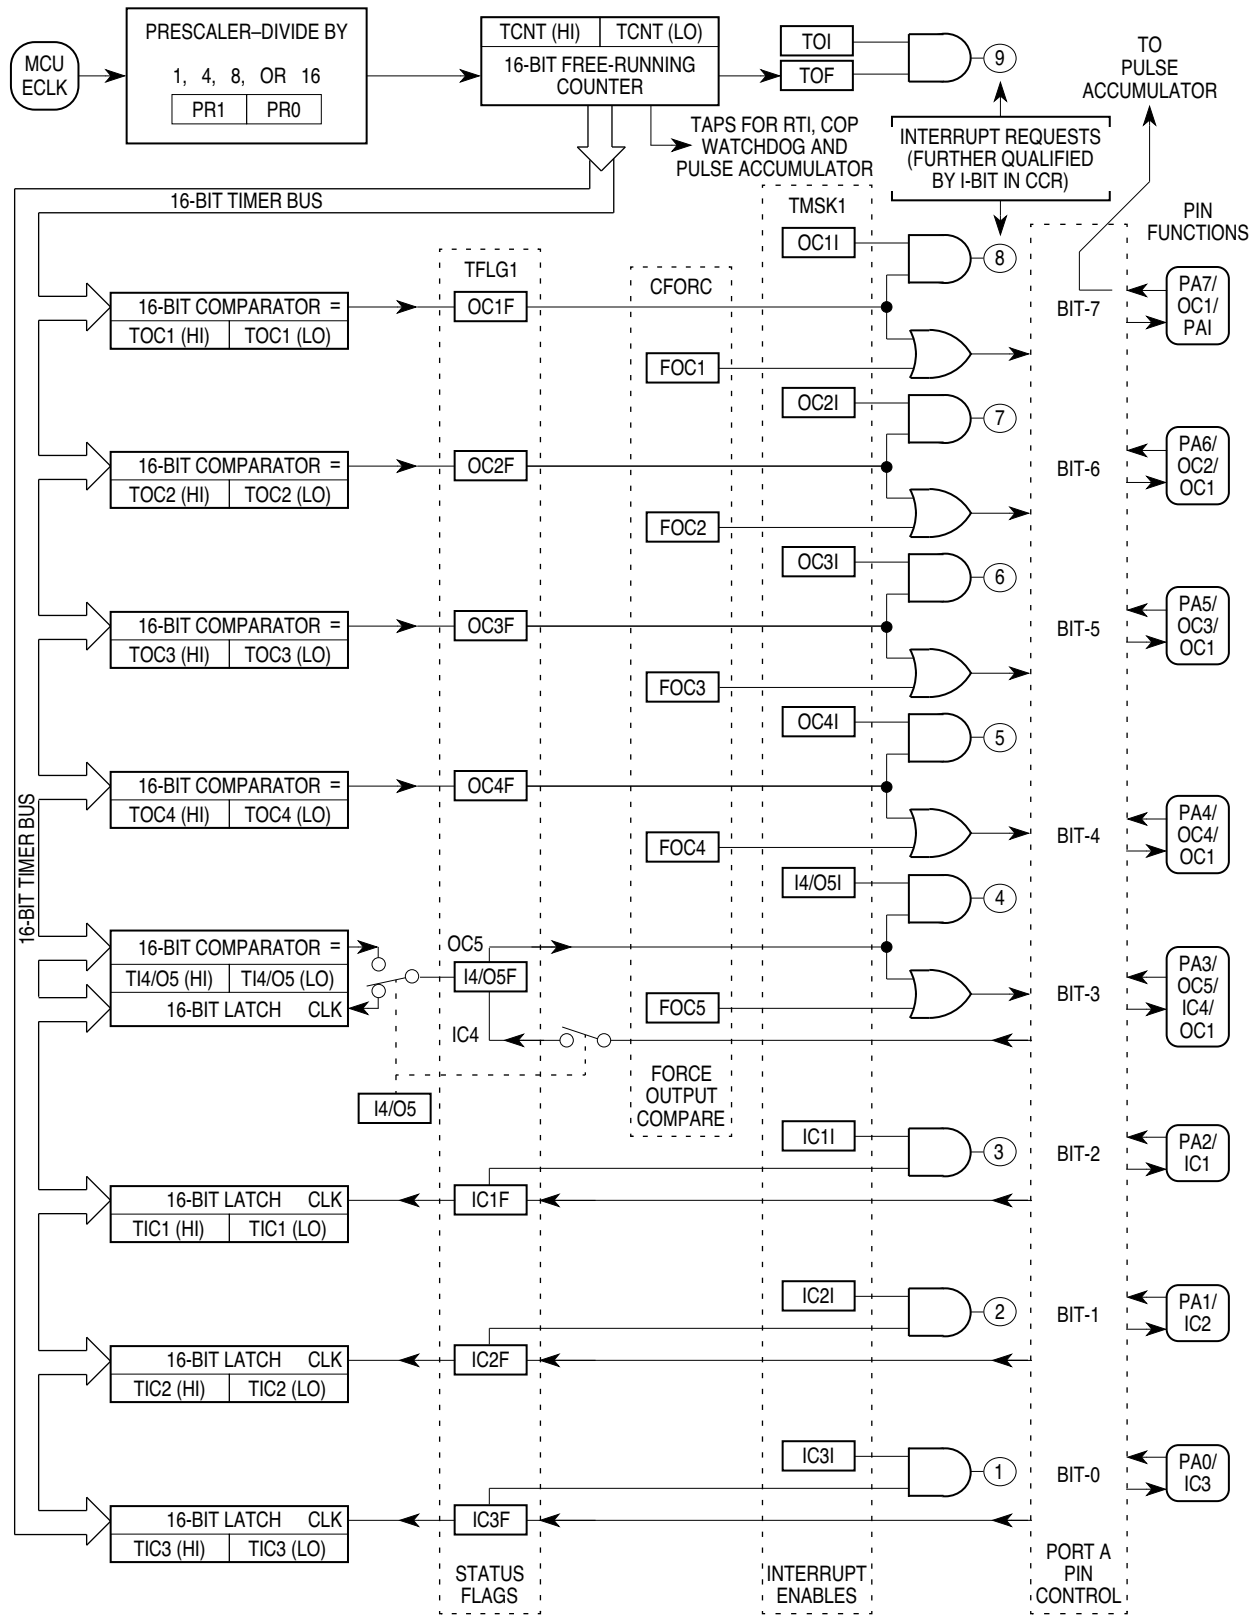 MCU
ECLK
PRESCALER–DIVIDE BY
1, 4, 8, OR 16
PR1 PR0
TCNT (HI) TCNT (LO)
16-BIT FREE-RUNNING
COUNTER
TOI
TOF
9
TO
PULSE
ACCUMULATOR
TAPS FOR RTI, COP
WATCHDOG AND
PULSE ACCUMULATOR
INTERRUPT REQUESTS
(FURTHER QUALIFIED
BY I-BIT IN CCR)
16-BIT TIMER BUS
TMSK1
PIN
FUNCTIONS
OC1I
8
TFLG1
CFORC
16-BIT COMPARATOR =
TOC1 (HI) TOC1 (LO)
OC1F
BIT-7
PA7/
OC1/
PAI
FOC1
OC2I
7
16-BIT COMPARATOR =
TOC2 (HI) TOC2 (LO)
OC2F
BIT-6
PA6/
OC2/
OC1
FOC2
OC3I
6
16-BIT COMPARATOR =
TOC3 (HI) TOC3 (LO)
OC3F
BIT-5
PA5/
OC3/
OC1
FOC3
OC4I
5
16-BIT COMPARATOR =
TOC4 (HI) TOC4 (LO)
OC4F
BIT-4
PA4/
OC4/
OC1
FOC4
I4/O5I
4
16-BIT TIMER BUS
16-BIT COMPARATOR =
TI4/O5 (HI) TI4/O5 (LO)
16-BIT LATCH CLK
OC5
I4/O5F
IC4
FOC5
BIT-3
PA3/
OC5/
IC4/
OC1
I4/O5
FORCE
OUTPUT
COMPARE
IC1I
3
BIT-2
PA2/
IC1
16-BIT LATCH CLK
TIC1 (HI) TIC1 (LO)
IC1F
IC2I
2
BIT-1
PA1/
IC2
16-BIT LATCH CLK
TIC2 (HI) TIC2 (LO)
IC2F
IC3I
1
BIT-0
PA0/
IC3
16-BIT LATCH CLK
TIC3 (HI) TIC3 (LO)
IC3F
STATUS
FLAGS
INTERRUPT
ENABLES
PORT A
PIN
CONTROL